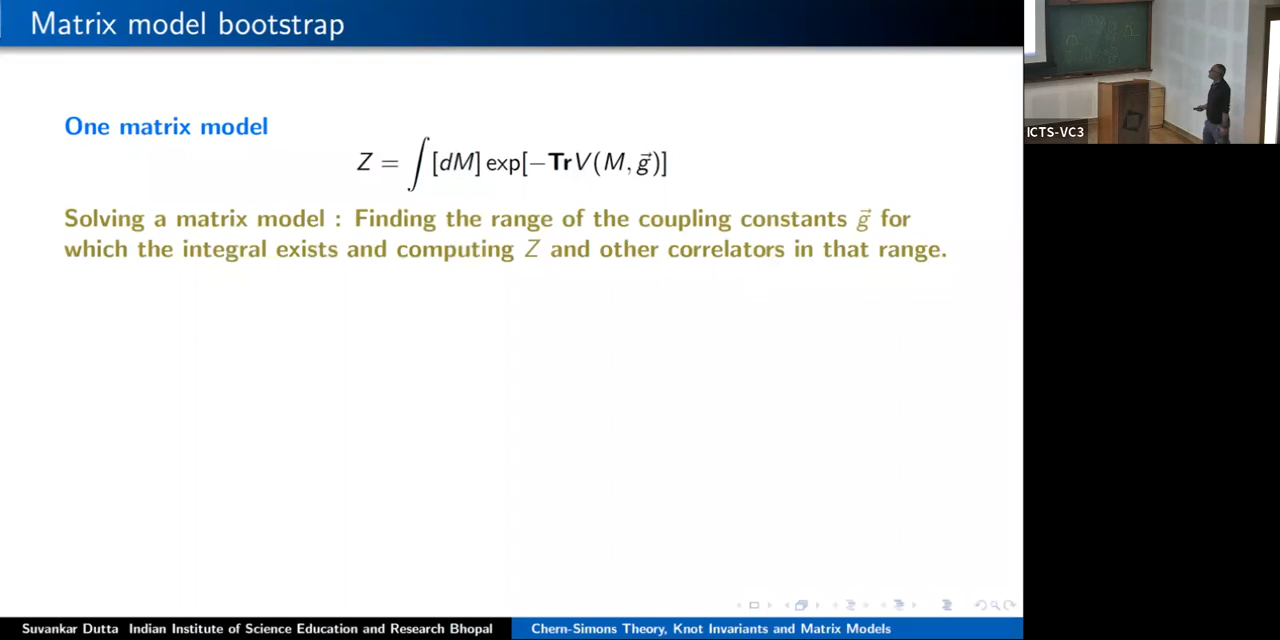 Matrix model bootstrap
One matrix model
Z = ∫ [dM] exp[−TrV(M, g⃗)]
Solving a matrix model : Finding the range of the coupling constants g⃗ for
which the integral exists and computing Z and other correlators in that range.
ICTS-VC3
Suvankar Dutta Indian Institute of Science Education and Research Bhopal
Chern-Simons Theory, Knot Invariants and Matrix Models